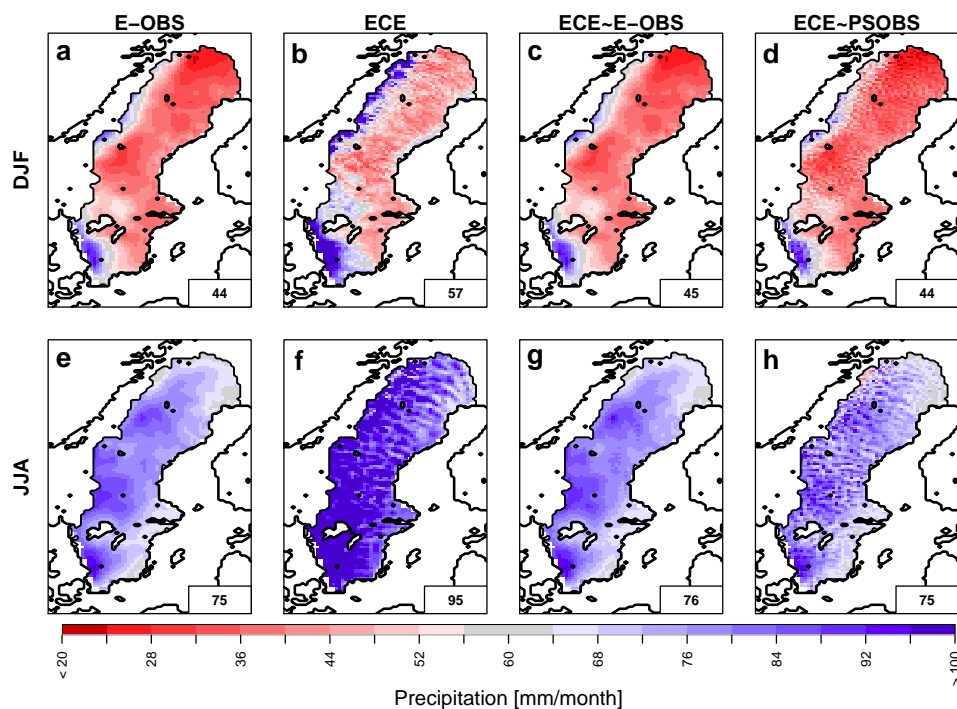 E−OBS ECE ECE~E−OBS ECE~PSOBS
a b c d
DJF
44 57 45 44
e f g h
JJA
75 95 76 75
< 20 28 36 44 52 60 68 76 84 92 > 100
Precipitation [mm/month]